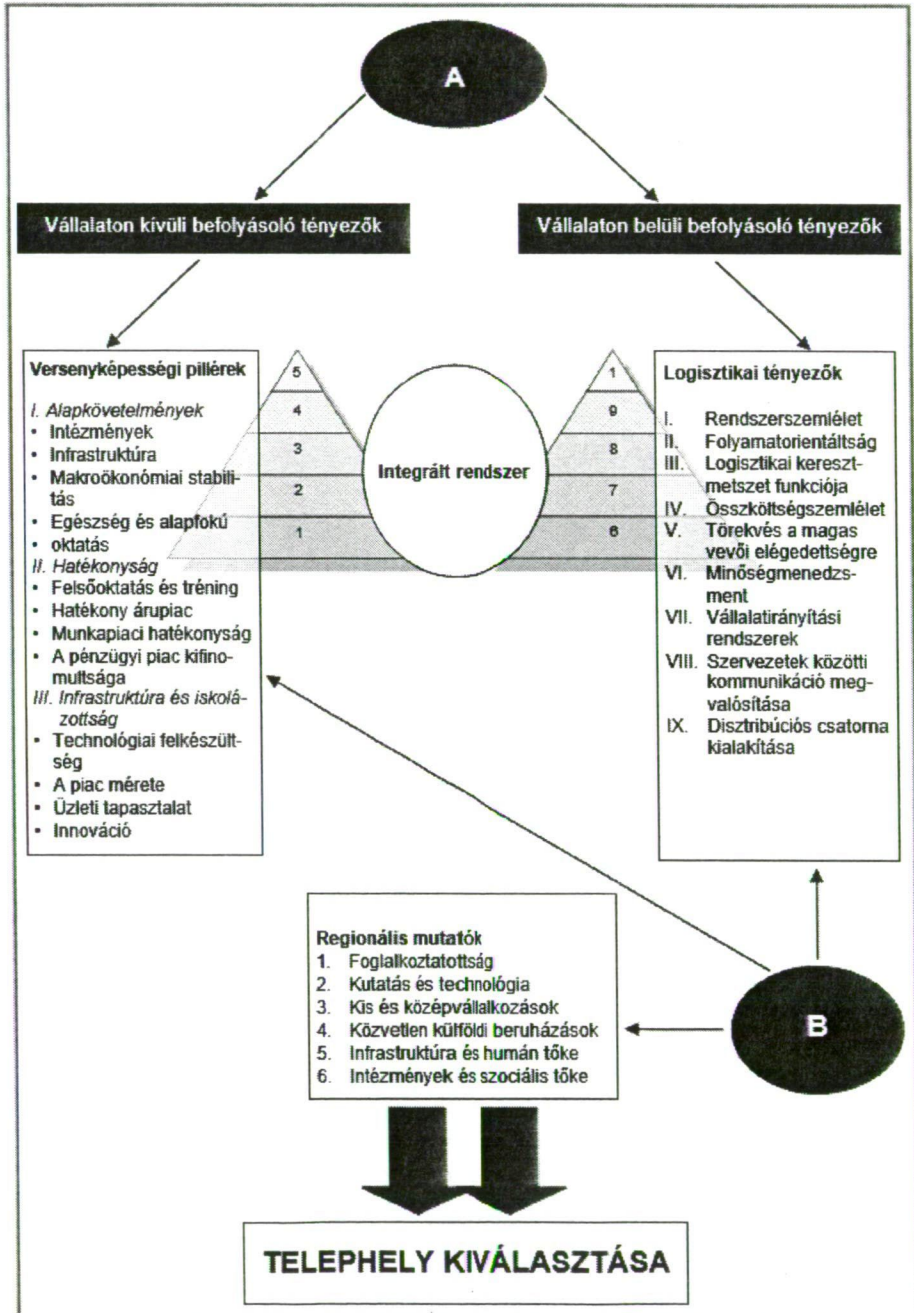 A
Vállalaton kívüli befolyásoló tényezők
Vállalaton belüli befolyásoló tényezők
Versenyképességi pillérek
I. Alapkövetelmények
• Intézmények
• Infrastruktúra
• Makroökonómiai stabili-
tás
• Egészség és alapfokú
• oktatás
II. Hatékonyság
• Felsőoktatás és tréning
• Hatékony árupiac
• Munkapiaci hatékonyság
• A pénzügyi piac kifino-
multsága
III. Infrastruktúra és iskolá-
zottság
• Technológiai felkészült-
ség
• A piac mérete
• Üzleti tapasztalat
• Innováció
5
4
3
2
1
Integrált rendszer
1
9
8
7
6
Logisztikai tényezők
I. Rendszerszemlélet
II. Folyamatorientáltság
III. Logisztikai kereszt-
metszet funkciója
IV. Összköltségszemlélet
V. Törekvés a magas
vevői elégedettségre
VI. Minőségmenedzs-
ment
VII. Vállalatirányítási
rendszerek
VIII. Szervezetek közötti
kommunikáció meg-
valósítása
IX. Disztribúciós csatorna
kialakítása
Regionális mutatók
1. Foglalkoztatottság
2. Kutatás és technológia
3. Kis és középvállalkozások
4. Közvetlen külföldi beruházások
5. Infrastruktúra és humán tőke
6. Intézmények és szociális tőke
B
TELEPHELY KIVÁLASZTÁSA